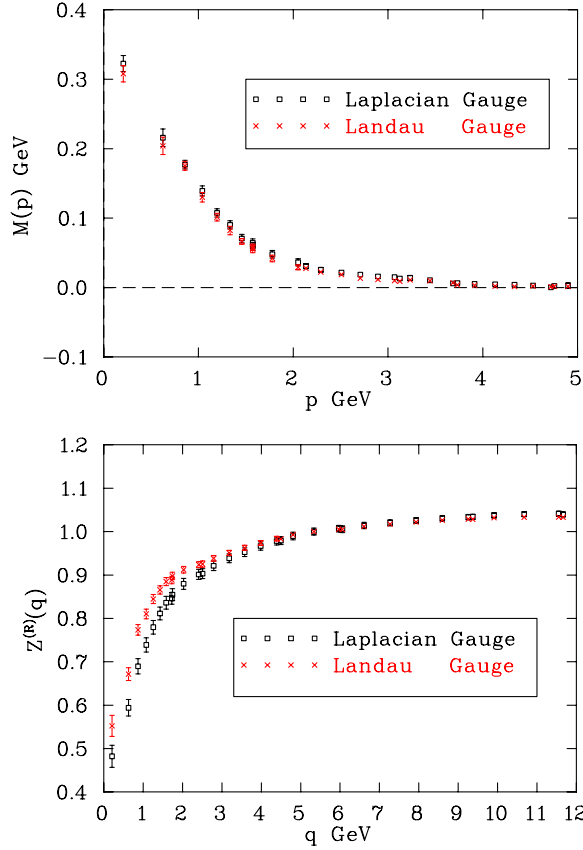 0.4
0.3
0.2
0.1
0.0
−0.1
M(p) GeV
Laplacian Gauge
Landau Gauge
0 1 2 3 4 5
p GeV
1.2
1.1
1.0
0.9
0.8
0.7
0.6
0.5
0.4
Z(R)(q)
Laplacian Gauge
Landau Gauge
0 1 2 3 4 5 6 7 8 9 10 11 12
q GeV